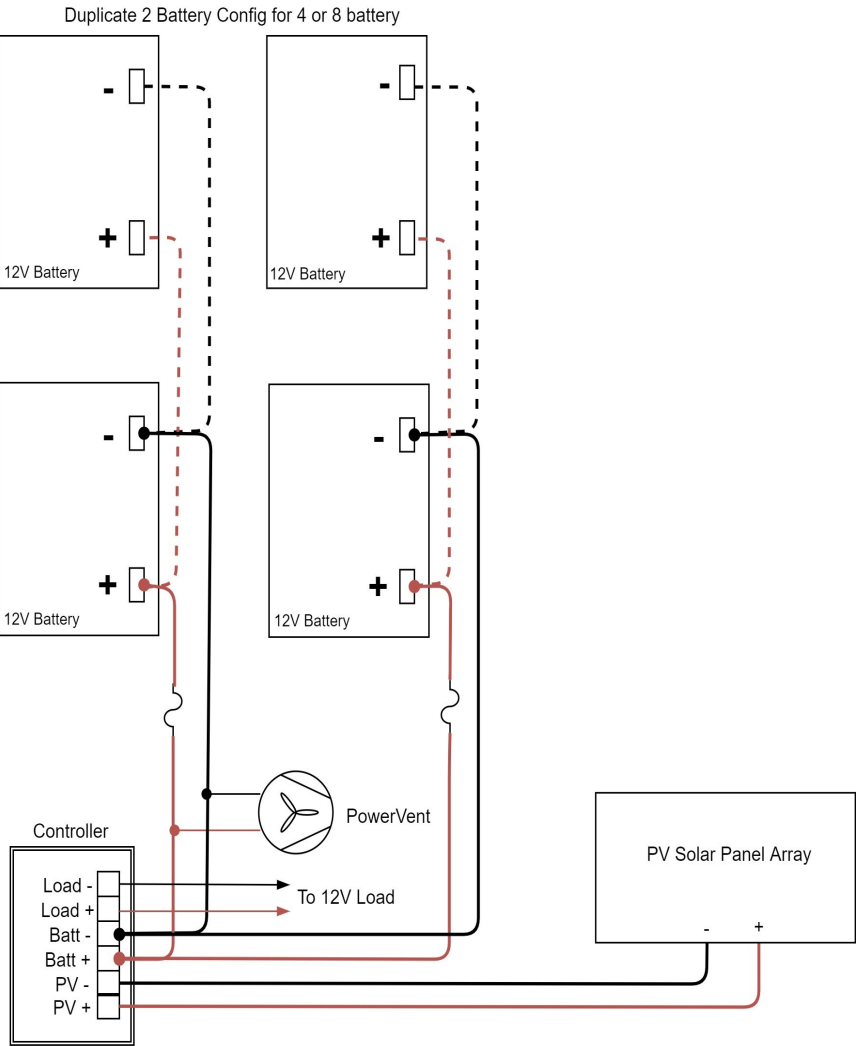 Duplicate 2 Battery Config for 4 or 8 battery
-
-
+
+
12V Battery
12V Battery
-
-
+
+
12V Battery
12V Battery
PowerVent
Controller
PV Solar Panel Array
Load -
To 12V Load
Load +
Batt -
- +
Batt +
PV -
PV +